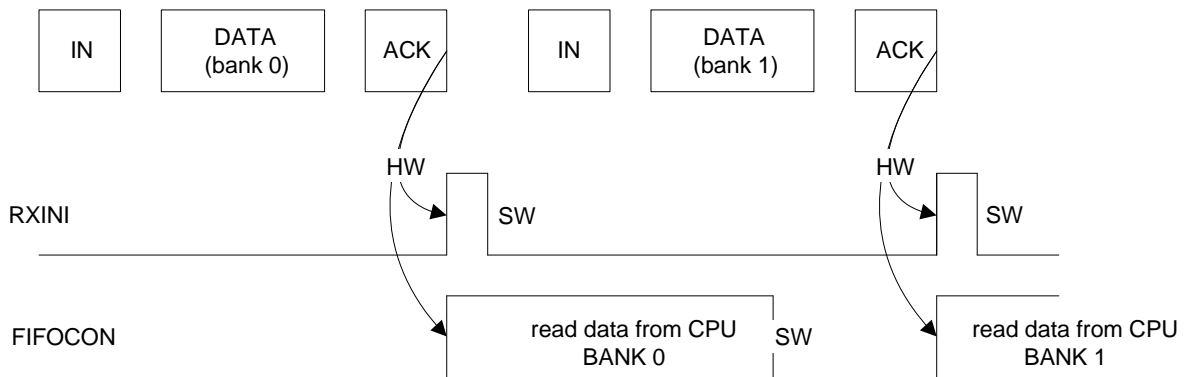 IN
DATA
(bank 0)
ACK
IN
DATA
(bank 1)
ACK
HW
HW
RXINI
SW
SW
FIFOCON
read data from CPU
BANK 0
SW
read data from CPU
BANK 1